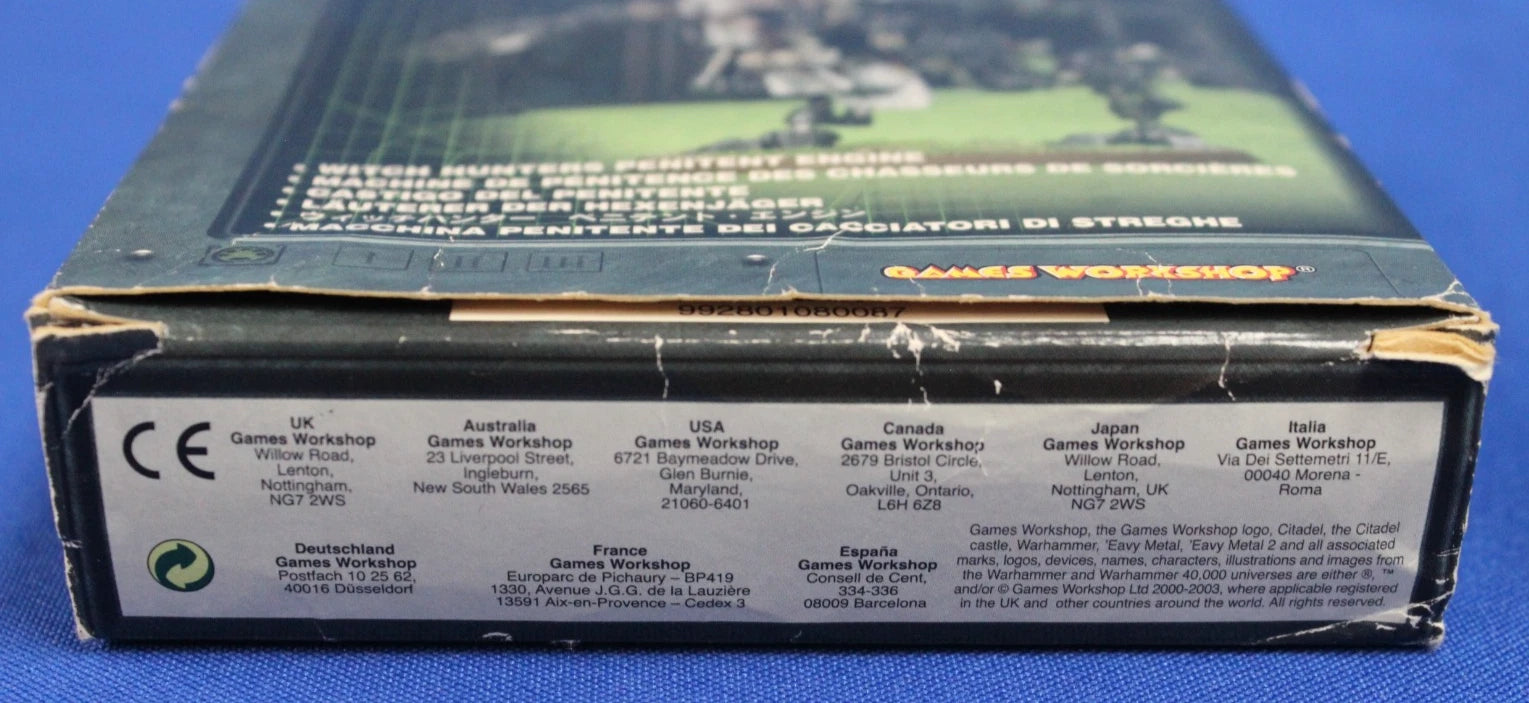 • WITCH HUNTERS PENITENT ENGINE
• MACHINE DE PÉNITENCE DES CHASSEURS DE SORCIÈRES
• CASTIGO DEL PENITENTE
• LÄUTERER DER HEXENJÄGER
• ウィッチハンター ペニテント・エンジン
• MACCHINA PENITENTE DEI CACCIATORI DI STREGHE
GAMES WORKSHOP®
992801080087
CE
UK
Games Workshop
Willow Road,
Lenton,
Nottingham,
NG7 2WS
Australia
Games Workshop
23 Liverpool Street,
Ingleburn,
New South Wales 2565
USA
Games Workshop
6721 Baymeadow Drive,
Glen Burnie,
Maryland,
21060-6401
Canada
Games Workshop
2679 Bristol Circle,
Unit 3,
Oakville, Ontario,
L6H 6Z8
Japan
Games Workshop
Willow Road,
Lenton,
Nottingham, UK
NG7 2WS
Italia
Games Workshop
Via Dei Settemetri 11/E,
00040 Morena -
Roma
Deutschland
Games Workshop
Postfach 10 25 62,
40016 Düsseldorf
France
Games Workshop
Europarc de Pichaury – BP419
1330, Avenue J.G.G. de la Lauzière
13591 Aix-en-Provence – Cedex 3
España
Games Workshop
Consell de Cent,
334-336
08009 Barcelona
Games Workshop, the Games Workshop logo, Citadel, the Citadel
castle, Warhammer, 'Eavy Metal, 'Eavy Metal 2 and all associated
marks, logos, devices, names, characters, illustrations and images from
the Warhammer and Warhammer 40,000 universes are either ®, ™
and/or © Games Workshop Ltd 2000-2003, where applicable registered
in the UK and other countries around the world. All rights reserved.